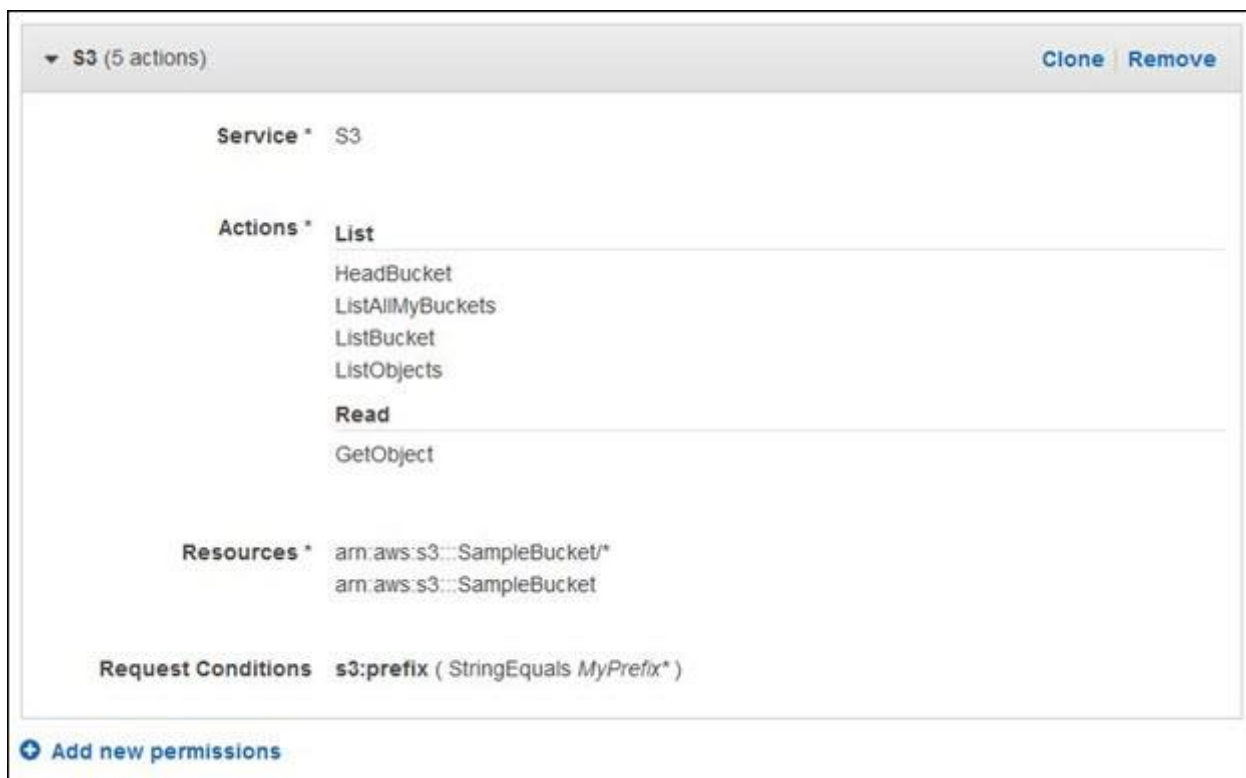 S3 (5 actions) Clone Remove
Service * S3
Actions * List
HeadBucket
ListAllMyBuckets
ListBucket
ListObjects
Read
GetObject
Resources * arn:aws:s3:::SampleBucket/*
arn:aws:s3:::SampleBucket
Request Conditions s3:prefix ( StringEquals MyPrefix* )
Add new permissions